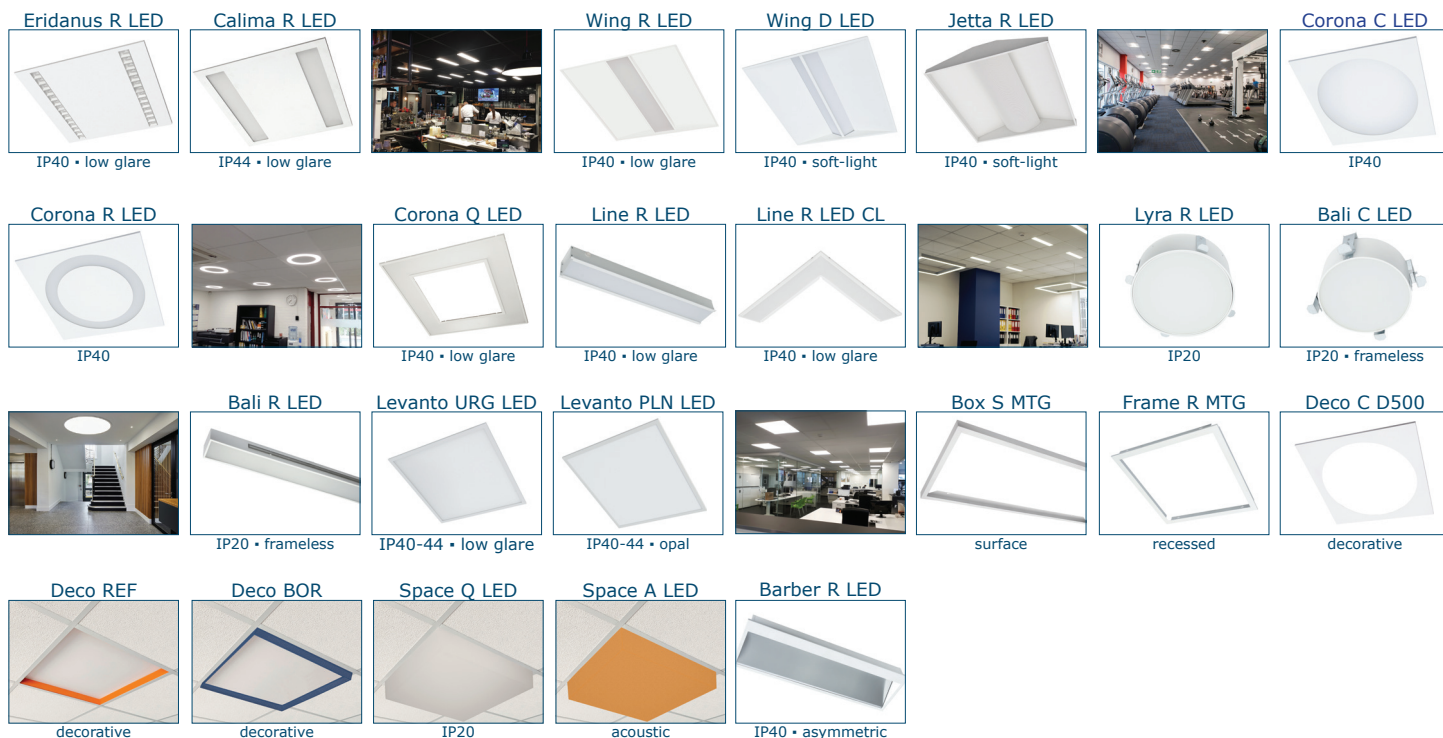 Eridanus R LED
Calima R LED
Wing R LED
Wing D LED
Jetta R LED
Corona C LED
IP40 ▪ low glare
IP44 ▪ low glare
IP40 ▪ low glare
IP40 ▪ soft-light
IP40 ▪ soft-light
IP40
Corona R LED
Corona Q LED
Line R LED
Line R LED CL
Lyra R LED
Bali C LED
IP40
IP40 ▪ low glare
IP40 ▪ low glare
IP40 ▪ low glare
IP20
IP20 ▪ frameless
Bali R LED
Levanto URG LED
Levanto PLN LED
Box S MTG
Frame R MTG
Deco C D500
IP20 ▪ frameless
IP40-44 ▪ low glare
IP40-44 ▪ opal
surface
recessed
decorative
Deco REF
Deco BOR
Space Q LED
Space A LED
Barber R LED
decorative
decorative
IP20
acoustic
IP40 ▪ asymmetric